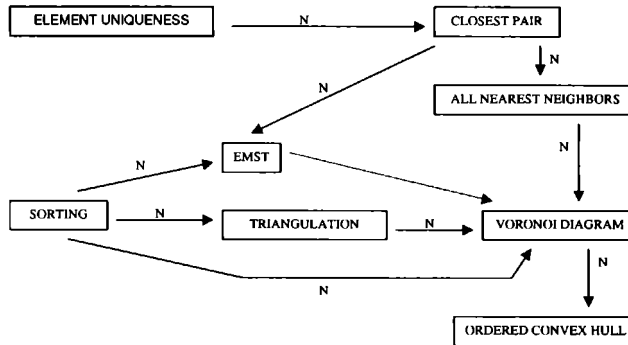 ELEMENT UNIQUENESS
N
CLOSEST PAIR
N
N
ALL NEAREST NEIGHBORS
N
EMST
N
SORTING
N
TRIANGULATION
N
VORONOI DIAGRAM
N
N
ORDERED CONVEX HULL